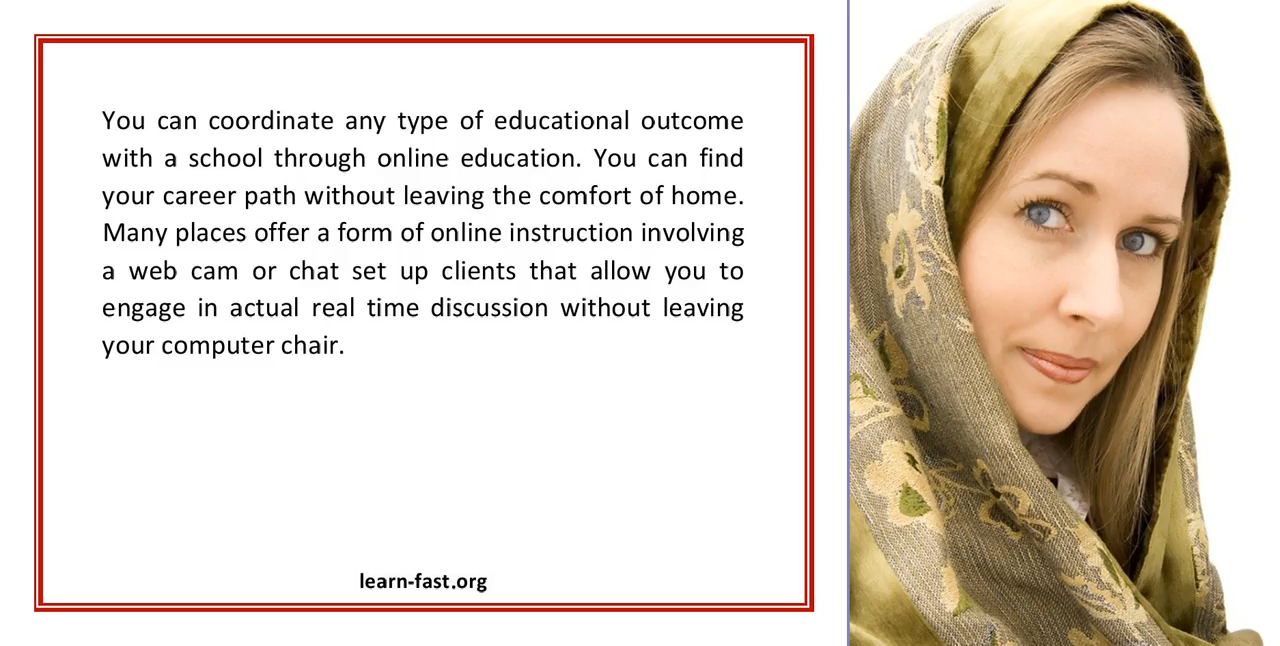 You can coordinate any type of educational outcome
with a school through online education. You can find
your career path without leaving the comfort of home.
Many places offer a form of online instruction involving
a web cam or chat set up clients that allow you to
engage in actual real time discussion without leaving
your computer chair.
learn-fast.org